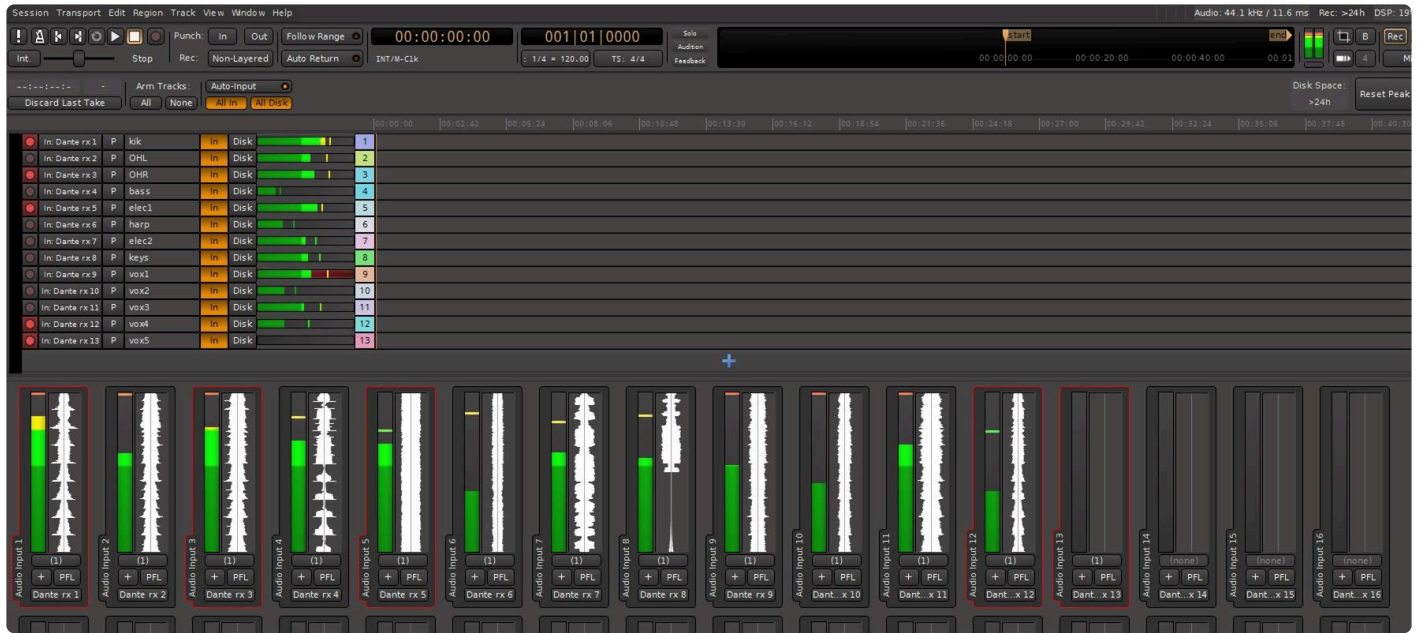 Session Transport Edit Region Track View Window Help
Audio: 44.1 kHz / 11.6 ms Rec: >24h DSP: 19
Punch: In Out Follow Range 00:00:00:00 001|01|0000 Solo start end B Rec
Audition
Int. Stop Rec: Non-Layered Auto Return INT/M-Clk : 1/4 = 120.00 TS: 4/4 Feedback 00:00:00:00 00:00:20:00 00:00:40:00 00:01 4 Mi
--:--:--:- - Arm Tracks: Auto-Input Disk Space:
Discard Last Take All None All In All Disk >24h Reset Peak
00:00:00 00:02:42 00:05:24 00:08:06 00:10:48 00:13:30 00:16:12 00:18:54 00:21:36 00:24:18 00:27:00 00:29:42 00:32:24 00:35:06 00:37:48 00:40:30
In: Dante rx 1 P kik In Disk 1
In: Dante rx 2 P OHL In Disk 2
In: Dante rx 3 P OHR In Disk 3
In: Dante rx 4 P bass In Disk 4
In: Dante rx 5 P elec1 In Disk 5
In: Dante rx 6 P harp In Disk 6
In: Dante rx 7 P elec2 In Disk 7
In: Dante rx 8 P keys In Disk 8
In: Dante rx 9 P vox1 In Disk 9
In: Dante rx 10 P vox2 In Disk 10
In: Dante rx 11 P vox3 In Disk 11
In: Dante rx 12 P vox4 In Disk 12
In: Dante rx 13 P vox5 In Disk 13
Audio Input 1 Audio Input 2 Audio Input 3 Audio Input 4 Audio Input 5 Audio Input 6 Audio Input 7 Audio Input 8 Audio Input 9 Audio Input 10 Audio Input 11 Audio Input 12 Audio Input 13 Audio Input 14 Audio Input 15 Audio Input 16
(1) (1) (1) (1) (1) (1) (1) (1) (1) (1) (1) (1) (1) (none) (none) (none)
+ PFL + PFL + PFL + PFL + PFL + PFL + PFL + PFL + PFL + PFL + PFL + PFL + PFL + PFL + PFL + PFL
Dante rx 1 Dante rx 2 Dante rx 3 Dante rx 4 Dante rx 5 Dante rx 6 Dante rx 7 Dante rx 8 Dante rx 9 Dant...x 10 Dant...x 11 Dant...x 12 Dant...x 13 Dant...x 14 Dant...x 15 Dant...x 16